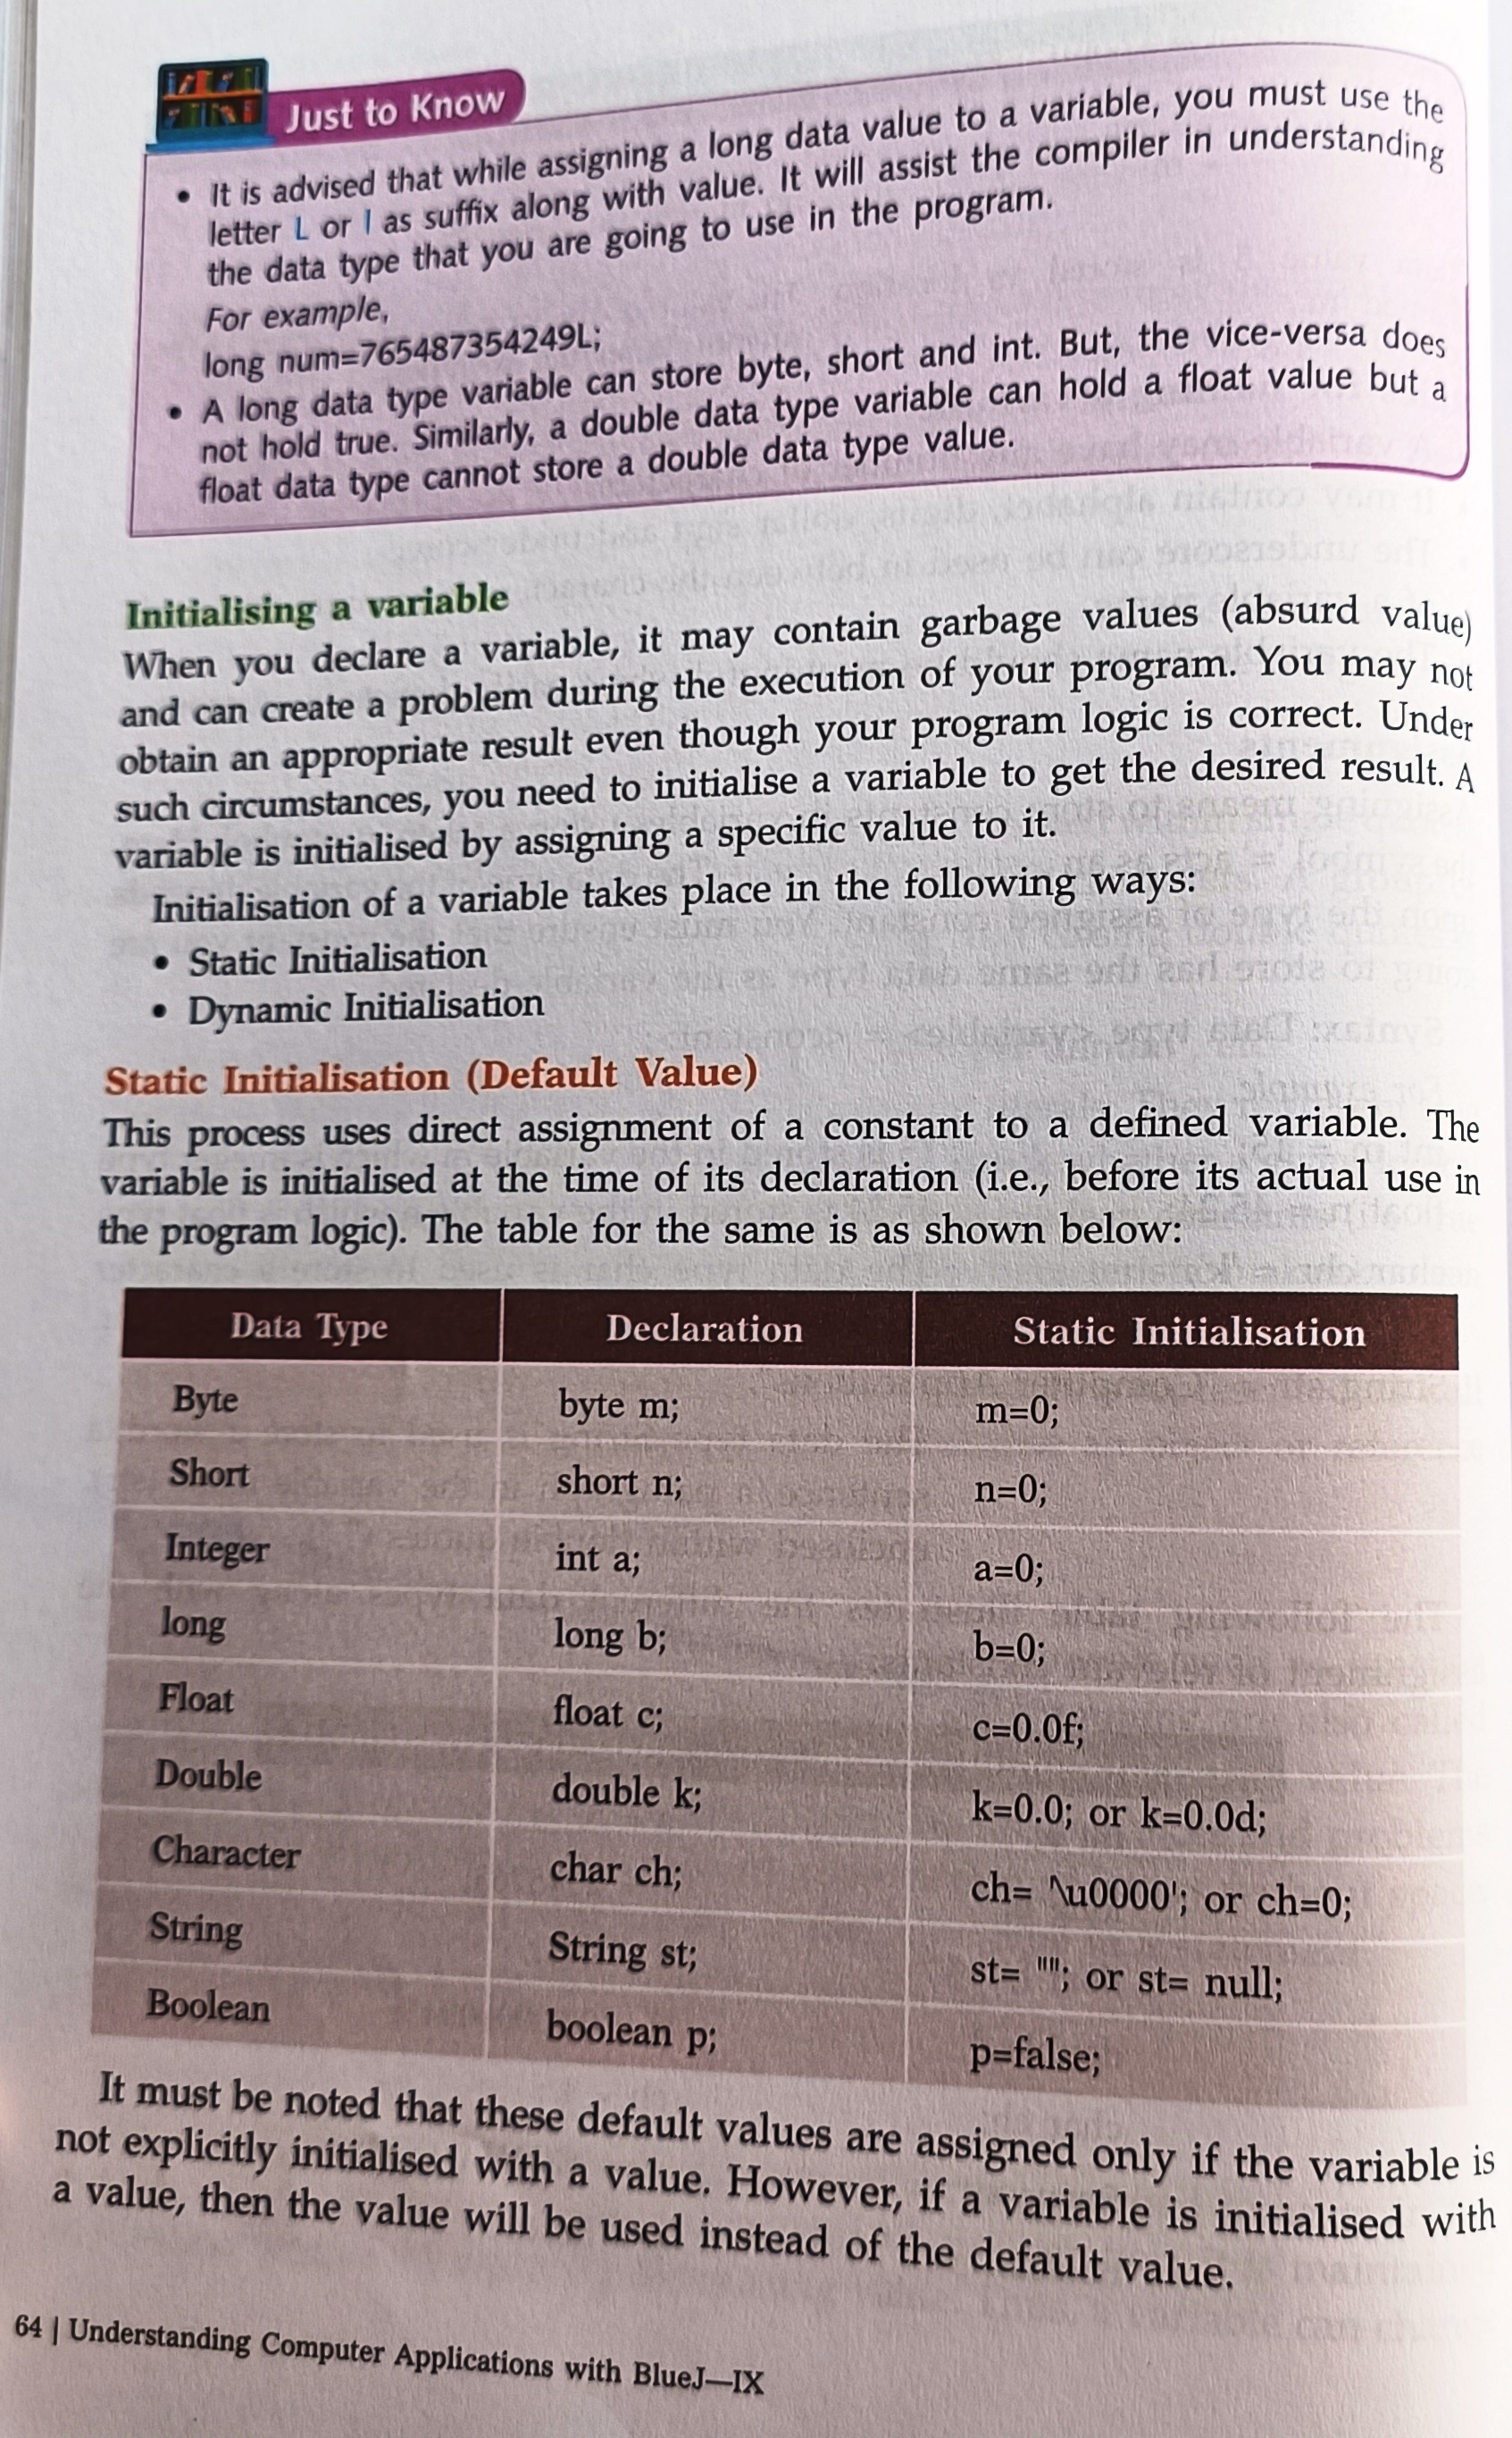 Just to Know
• It is advised that while assigning a long data value to a variable, you must use the
letter L or l as suffix along with value. It will assist the compiler in understanding
the data type that you are going to use in the program.
For example,
long num=765487354249L;
• A long data type variable can store byte, short and int. But, the vice-versa does
not hold true. Similarly, a double data type variable can hold a float value but a
float data type cannot store a double data type value.
Initialising a variable
When you declare a variable, it may contain garbage values (absurd value)
and can create a problem during the execution of your program. You may not
obtain an appropriate result even though your program logic is correct. Under
such circumstances, you need to initialise a variable to get the desired result. A
variable is initialised by assigning a specific value to it.
Initialisation of a variable takes place in the following ways:
• Static Initialisation
• Dynamic Initialisation
Static Initialisation (Default Value)
This process uses direct assignment of a constant to a defined variable. The
variable is initialised at the time of its declaration (i.e., before its actual use in
the program logic). The table for the same is as shown below:
Data Type Declaration Static Initialisation
Byte byte m; m=0;
Short short n; n=0;
Integer int a; a=0;
long long b; b=0;
Float float c; c=0.0f;
Double double k; k=0.0; or k=0.0d;
Character char ch; ch= '\u0000'; or ch=0;
String String st; st= ""; or st= null;
Boolean boolean p; p=false;
It must be noted that these default values are assigned only if the variable is
not explicitly initialised with a value. However, if a variable is initialised with
a value, then the value will be used instead of the default value.
64 | Understanding Computer Applications with BlueJ—IX